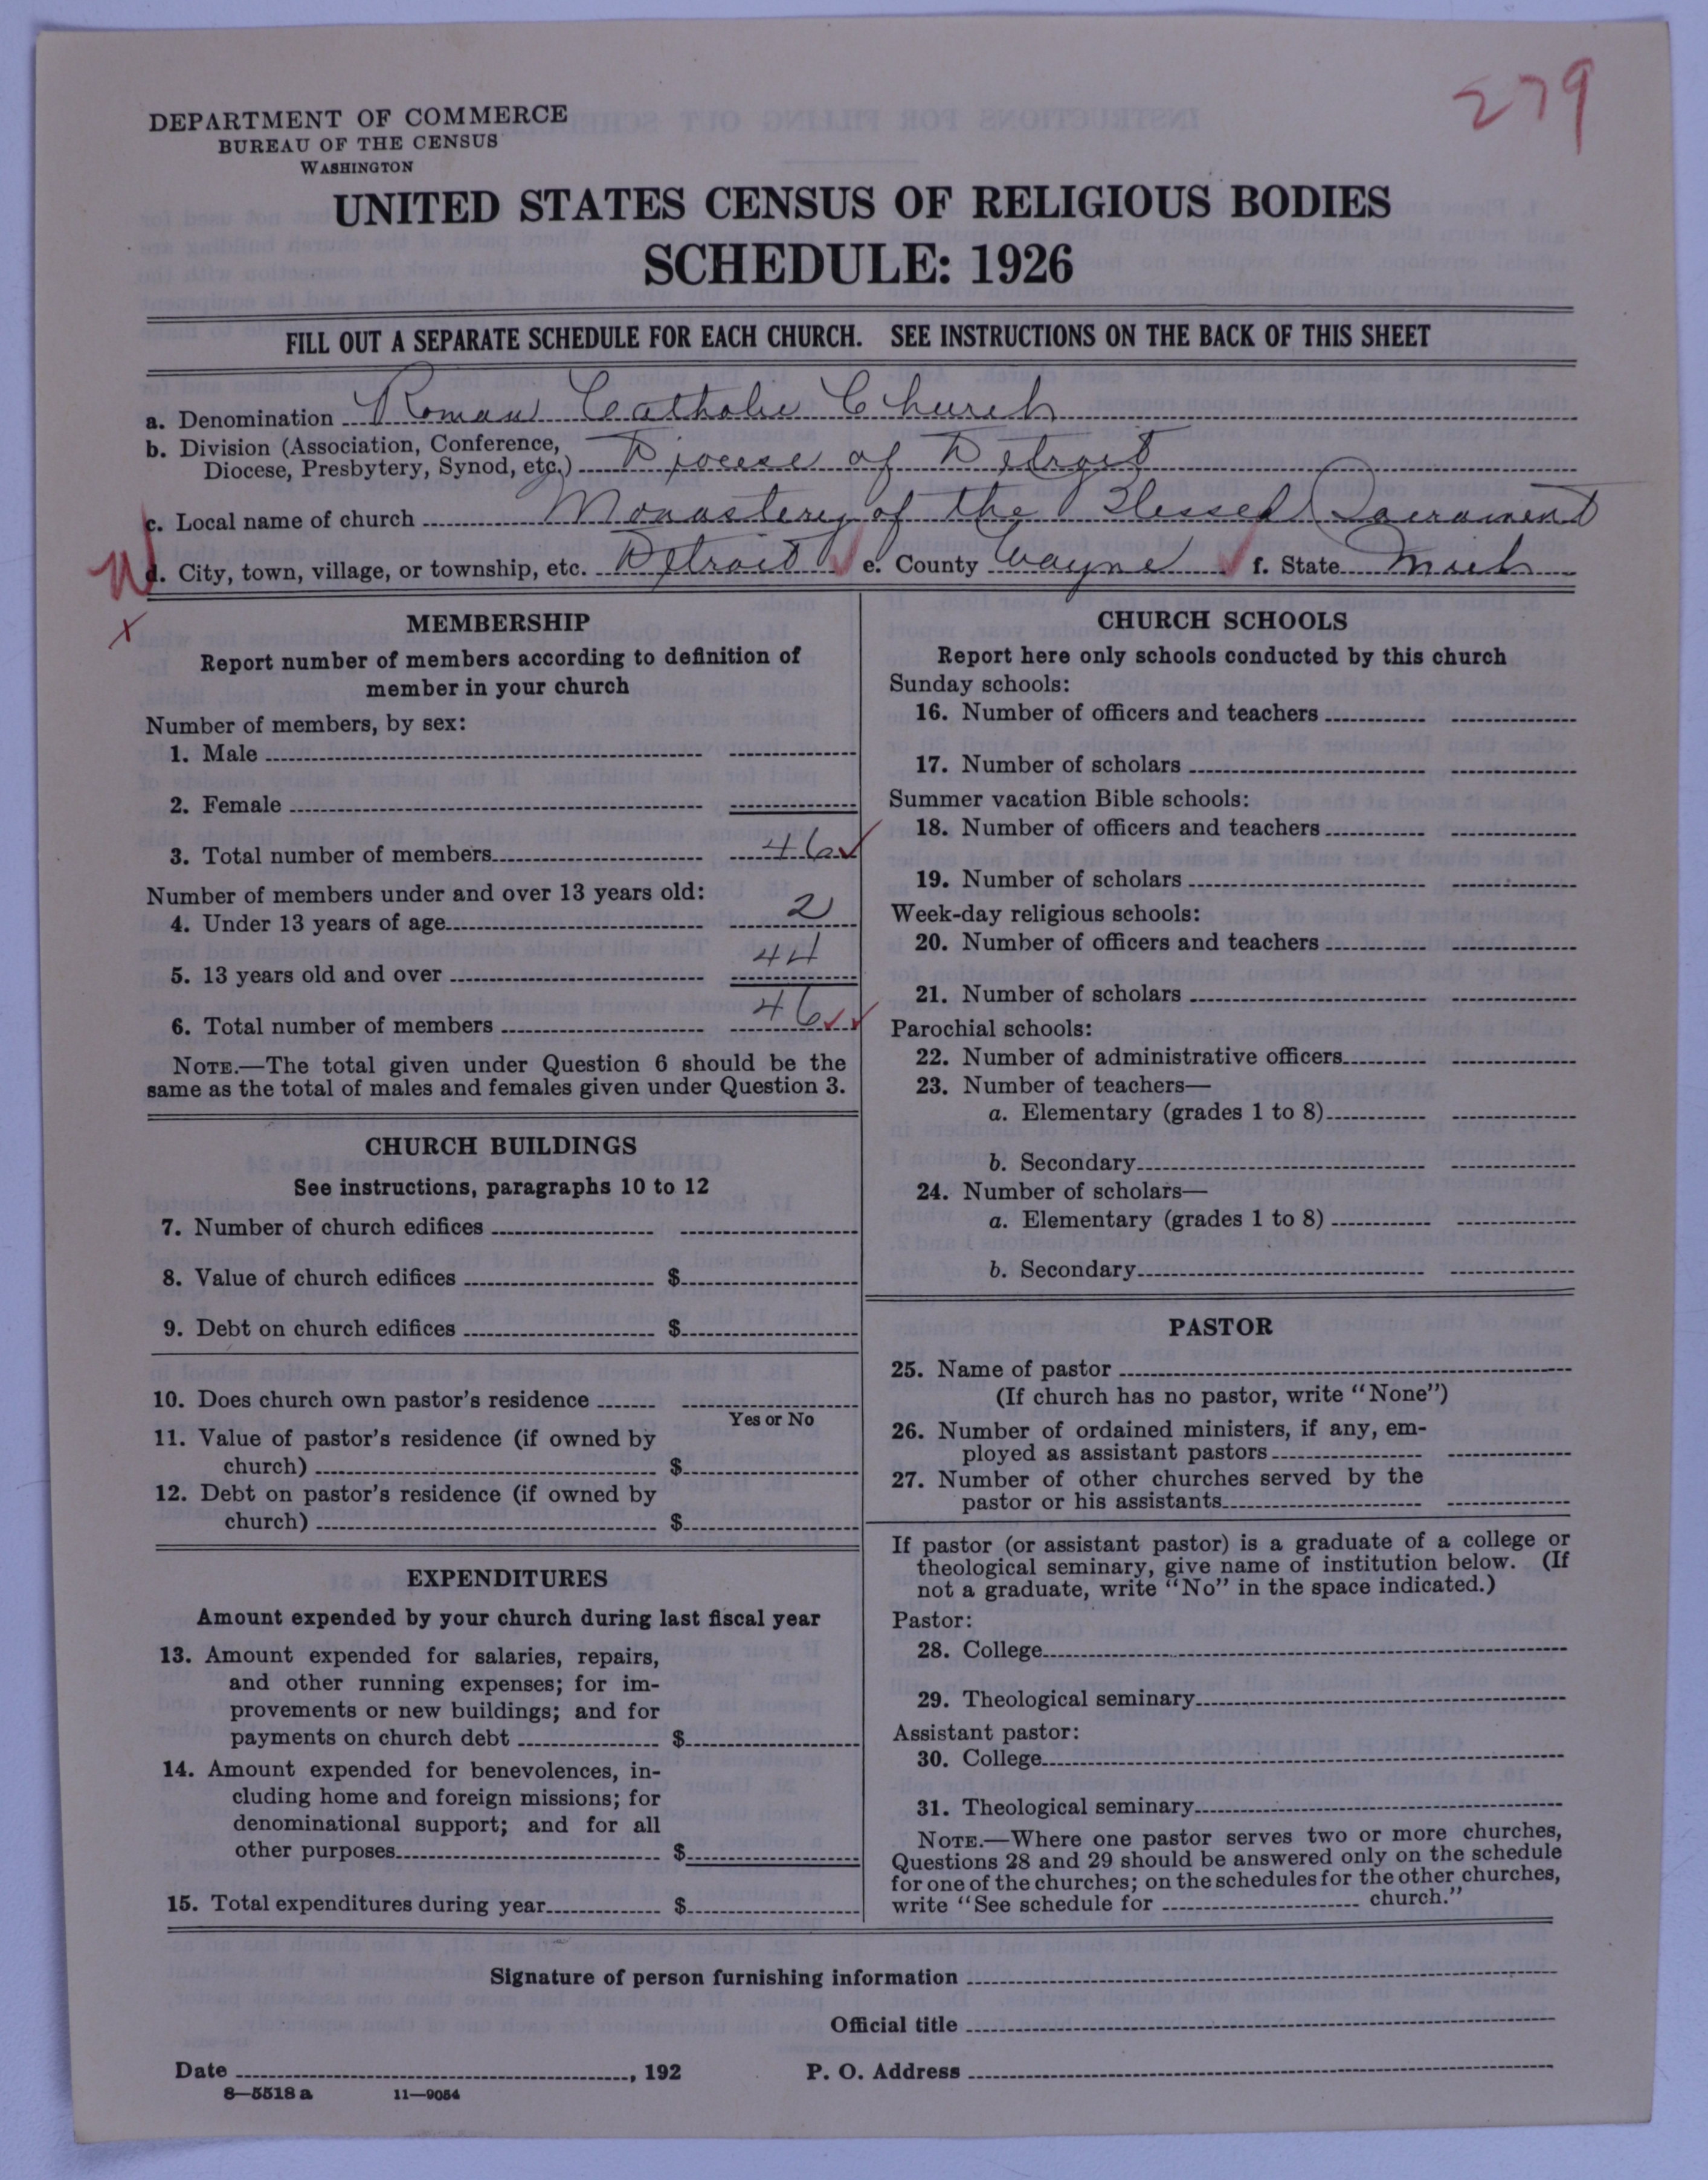 279
DEPARTMENT OF COMMERCE
BUREAU OF THE CENSUS
WASHINGTON
UNITED STATES CENSUS OF RELIGIOUS BODIES
SCHEDULE: 1926
FILL OUT A SEPARATE SCHEDULE FOR EACH CHURCH. SEE INSTRUCTIONS ON THE BACK OF THIS SHEET
a. Denomination Roman Catholic Church
b. Division (Association, Conference,
Diocese, Presbytery, Synod, etc.) Diocese of Detroit
c. Local name of church Monastery of the Blessed Sacrament
d. City, town, village, or township, etc. Detroit e. County Wayne f. State Mich
MEMBERSHIP
Report number of members according to definition of
member in your church
Number of members, by sex:
1. Male
2. Female
3. Total number of members 46
Number of members under and over 13 years old:
4. Under 13 years of age 2
5. 13 years old and over 44
6. Total number of members 46
NOTE.—The total given under Question 6 should be the
same as the total of males and females given under Question 3.
CHURCH BUILDINGS
See instructions, paragraphs 10 to 12
7. Number of church edifices
8. Value of church edifices $
9. Debt on church edifices $
10. Does church own pastor's residence
Yes or No
11. Value of pastor's residence (if owned by
church) $
12. Debt on pastor's residence (if owned by
church) $
EXPENDITURES
Amount expended by your church during last fiscal year
13. Amount expended for salaries, repairs,
and other running expenses; for im-
provements or new buildings; and for
payments on church debt $
14. Amount expended for benevolences, in-
cluding home and foreign missions; for
denominational support; and for all
other purposes $
15. Total expenditures during year $
CHURCH SCHOOLS
Report here only schools conducted by this church
Sunday schools:
16. Number of officers and teachers
17. Number of scholars
Summer vacation Bible schools:
18. Number of officers and teachers
19. Number of scholars
Week-day religious schools:
20. Number of officers and teachers
21. Number of scholars
Parochial schools:
22. Number of administrative officers
23. Number of teachers—
a. Elementary (grades 1 to 8)
b. Secondary
24. Number of scholars—
a. Elementary (grades 1 to 8)
b. Secondary
PASTOR
25. Name of pastor
(If church has no pastor, write "None")
26. Number of ordained ministers, if any, em-
ployed as assistant pastors
27. Number of other churches served by the
pastor or his assistants
If pastor (or assistant pastor) is a graduate of a college or
theological seminary, give name of institution below. (If
not a graduate, write "No" in the space indicated.)
Pastor:
28. College
29. Theological seminary
Assistant pastor:
30. College
31. Theological seminary
NOTE.—Where one pastor serves two or more churches,
Questions 28 and 29 should be answered only on the schedule
for one of the churches; on the schedules for the other churches,
write "See schedule for church."
Signature of person furnishing information
Official title
Date , 192 P. O. Address
8—5518 a 11—9054